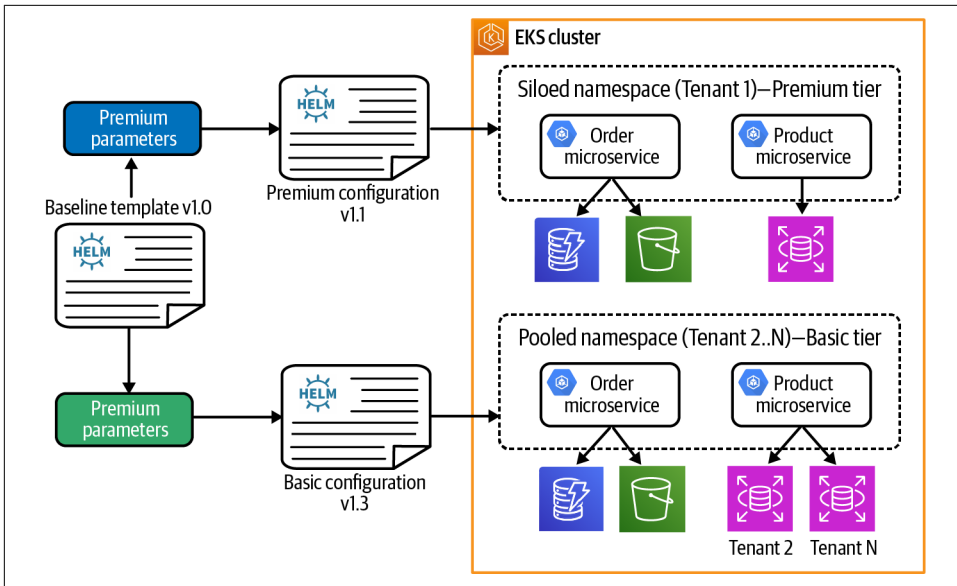 EKS cluster
Siloed namespace (Tenant 1)—Premium tier
Premium
parameters
HELM
Order
microservice
Product
microservice
Premium configuration
v1.1
Baseline template v1.0
HELM
Pooled namespace (Tenant 2..N)—Basic tier
Premium
parameters
HELM
Order
microservice
Product
microservice
Basic configuration
v1.3
Tenant 2
Tenant N